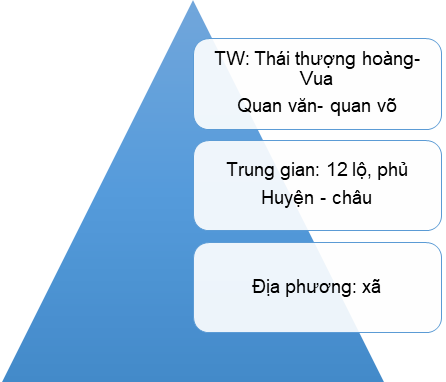 TW: Thái thượng hoàng-
Vua
Quan văn- quan võ
Trung gian: 12 lộ, phủ
Huyện - châu
Địa phương: xã